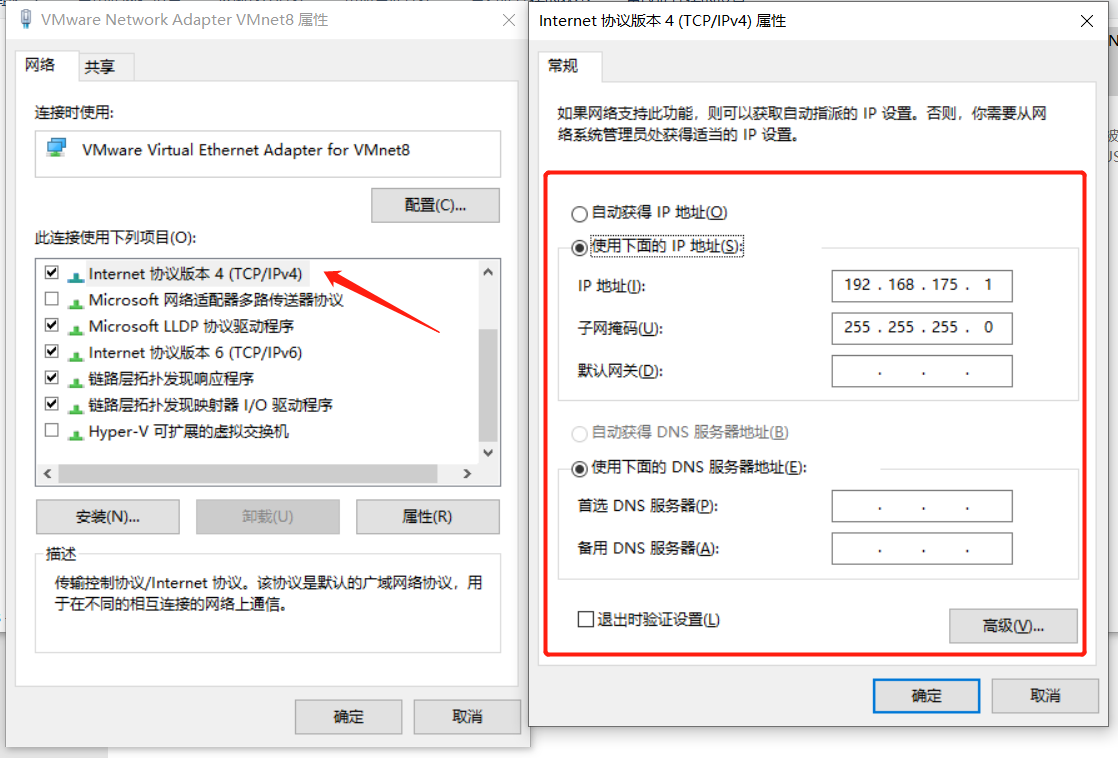 VMware Network Adapter VMnet8 属性
网络
共享
连接时使用:
VMware Virtual Ethernet Adapter for VMnet8
配置(C)...
此连接使用下列项目(O):
Internet 协议版本 4 (TCP/IPv4)
Microsoft 网络适配器多路传送器协议
Microsoft LLDP 协议驱动程序
Internet 协议版本 6 (TCP/IPv6)
链路层拓扑发现响应程序
链路层拓扑发现映射器 I/O 驱动程序
Hyper-V 可扩展的虚拟交换机
安装(N)...
卸载(U)
属性(R)
描述
传输控制协议/Internet 协议。该协议是默认的广域网络协议，用
于在不同的相互连接的网络上通信。
确定
取消
Internet 协议版本 4 (TCP/IPv4) 属性
常规
如果网络支持此功能，则可以获取自动指派的 IP 设置。否则，你需要从网
络系统管理员处获得适当的 IP 设置。
自动获得 IP 地址(O)
使用下面的 IP 地址(S):
IP 地址(I):
192 . 168 . 175 . 1
子网掩码(U):
255 . 255 . 255 . 0
默认网关(D):
自动获得 DNS 服务器地址(B)
使用下面的 DNS 服务器地址(E):
首选 DNS 服务器(P):
备用 DNS 服务器(A):
退出时验证设置(L)
高级(V)...
确定
取消